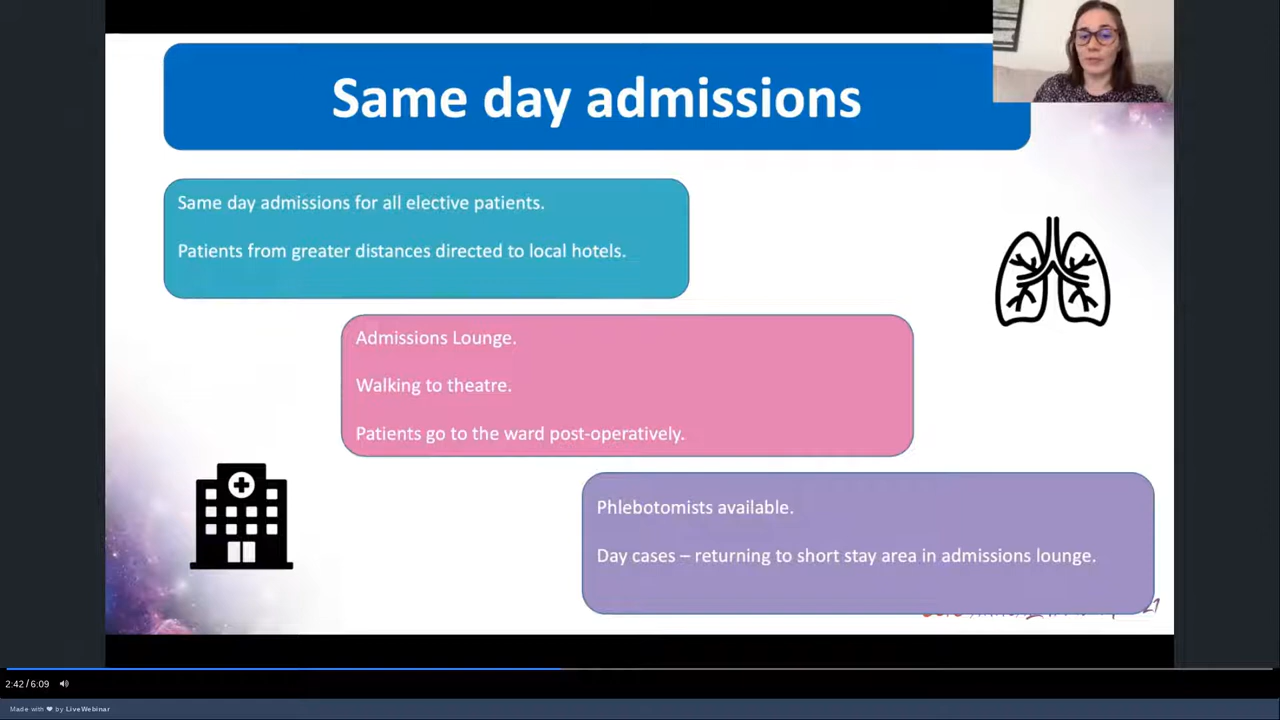 Same day admissions
Same day admissions for all elective patients.
Patients from greater distances directed to local hotels.
Admissions Lounge.
Walking to theatre.
Patients go to the ward post-operatively.
Phlebotomists available.
Day cases – returning to short stay area in admissions lounge.
2:42 / 6:09
Made with ❤ by LiveWebinar